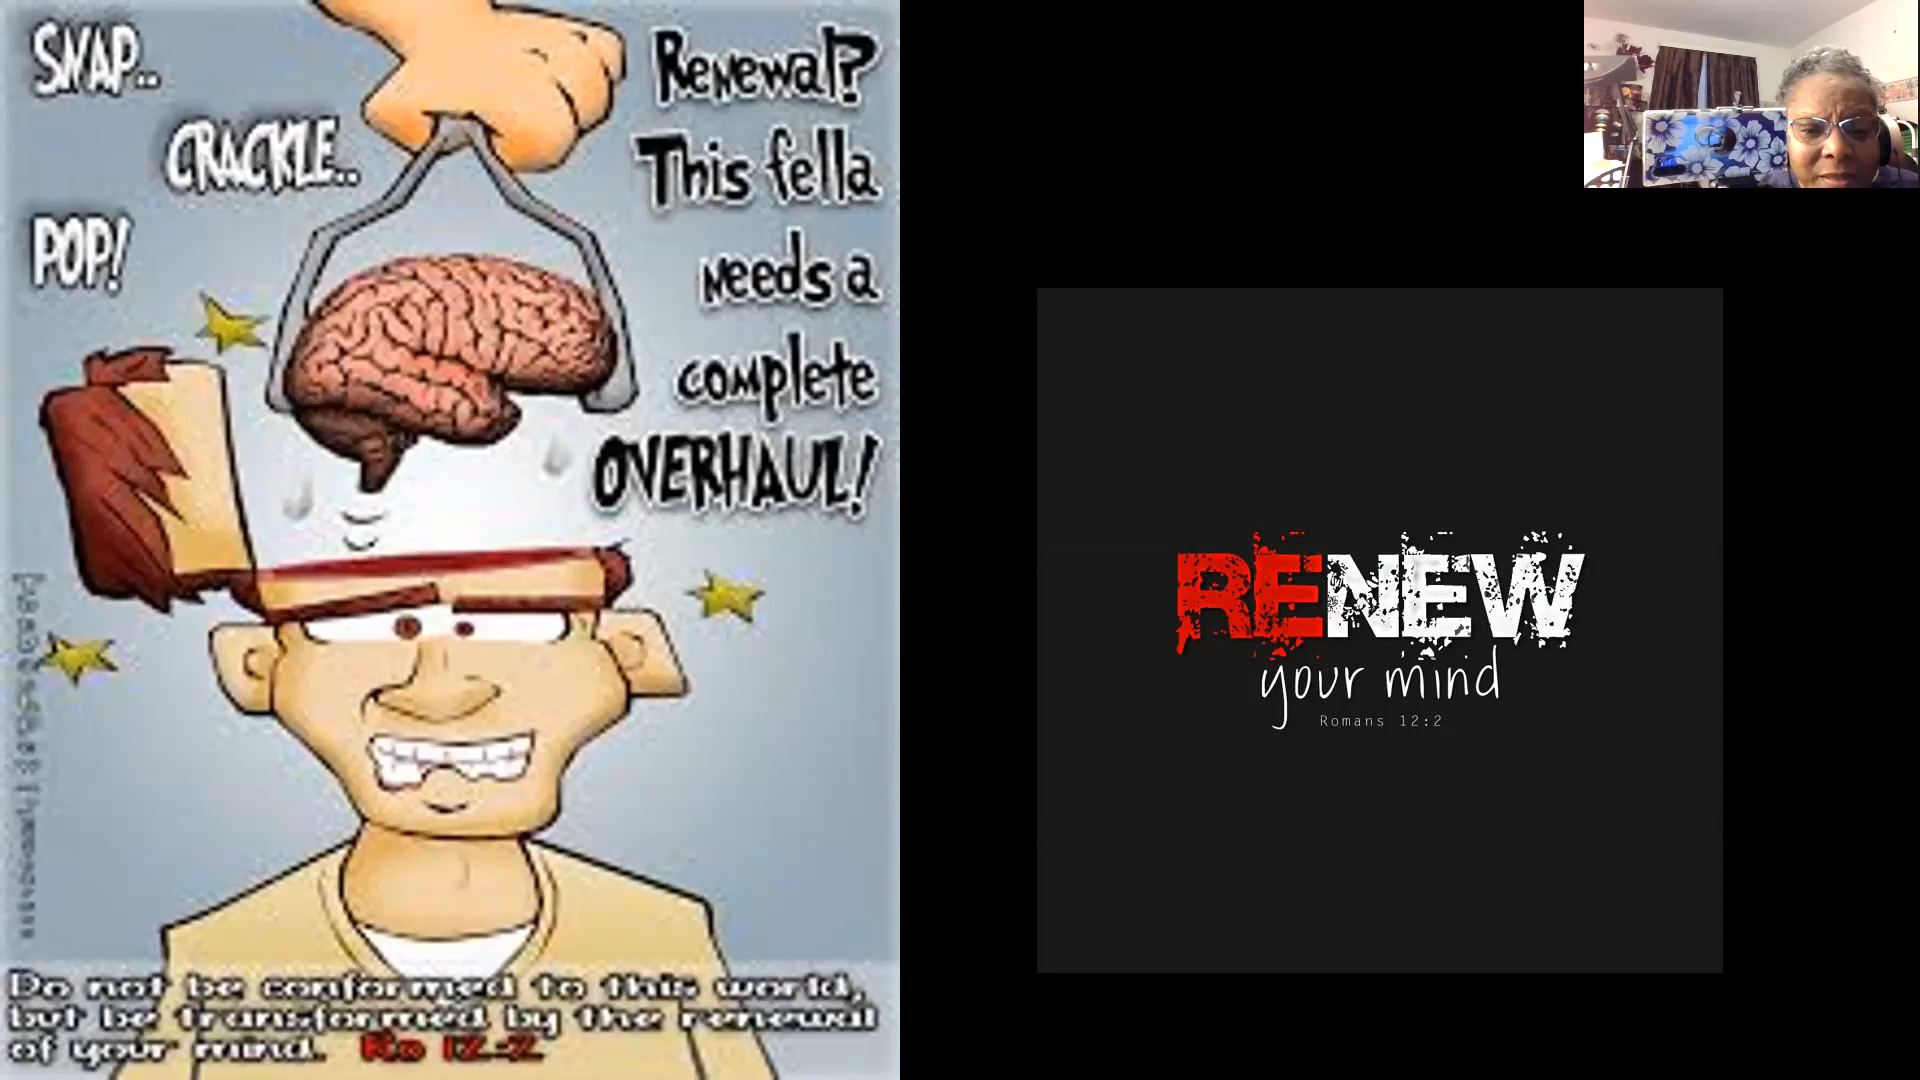 SNAP..
CRACKLE..
POP!
Renewal?
This fella
needs a
complete
OVERHAUL!
Do not be conformed to this world,
but be transformed by the renewal
of your mind. Ro 12:2
RENEW
your mind
Romans 12:2